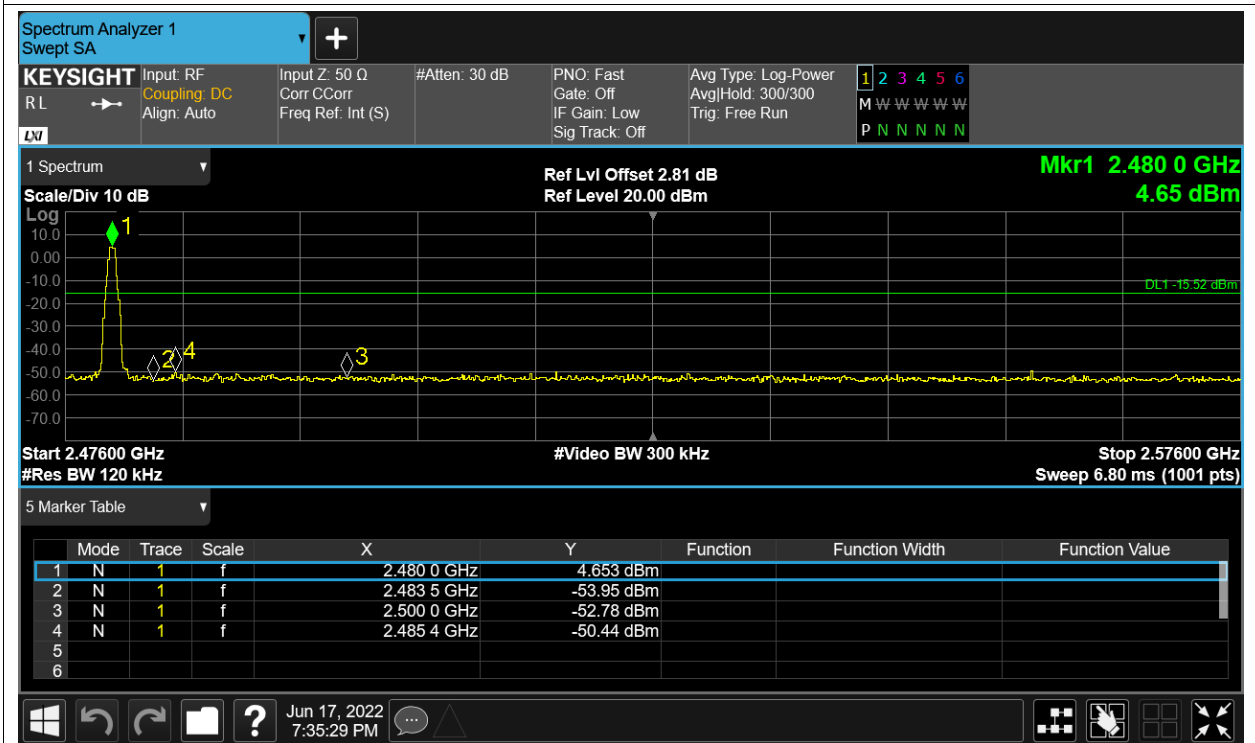 Spectrum Analyzer 1
Swept SA
KEYSIGHT
R L
LXI
Input: RF
Coupling: DC
Align: Auto
Input Z: 50 Ω
Corr CCorr
Freq Ref: Int (S)
#Atten: 30 dB
PNO: Fast
Gate: Off
IF Gain: Low
Sig Track: Off
Avg Type: Log-Power
Avg|Hold: 300/300
Trig: Free Run
1 2 3 4 5 6
M W W W W W
P N N N N N
1 Spectrum
Scale/Div 10 dB
Ref Lvl Offset 2.81 dB
Ref Level 20.00 dBm
Mkr1 2.480 0 GHz
4.65 dBm
Log
10.0
0.00
-10.0
-20.0
-30.0
-40.0
-50.0
-60.0
-70.0
1
2
4
3
DL1 -15.52 dBm
Start 2.47600 GHz
#Res BW 120 kHz
#Video BW 300 kHz
Stop 2.57600 GHz
Sweep 6.80 ms (1001 pts)
5 Marker Table
Mode Trace Scale X Y Function Function Width Function Value
1 N 1 f 2.480 0 GHz 4.653 dBm
2 N 1 f 2.483 5 GHz -53.95 dBm
3 N 1 f 2.500 0 GHz -52.78 dBm
4 N 1 f 2.485 4 GHz -50.44 dBm
5
6
?
Jun 17, 2022
7:35:29 PM